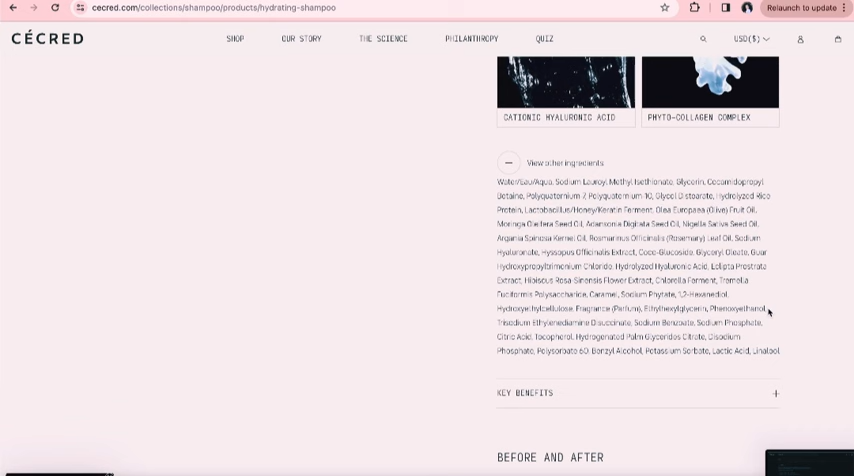 cecred.com/collections/shampoo/products/hydrating-shampoo
Relaunch to update
CÉCRED
SHOP
OUR STORY
THE SCIENCE
PHILANTHROPY
QUIZ
USD($)
CATIONIC HYALURONIC ACID
PHYTO-COLLAGEN COMPLEX
View other ingredients
Water/Eau/Aqua, Sodium Lauroyl Methyl Isethionate, Glycerin, Cocamidopropyl
Betaine, Polyquaternium 7, Polyquaternium 10, Glycol Distearate, Hydrolyzed Rice
Protein, Lactobacillus/Honey/Keratin Ferment, Olea Europaea (Olive) Fruit Oil,
Moringa Oleifera Seed Oil, Adansonia Digitata Seed Oil, Nigella Sativa Seed Oil,
Argania Spinosa Kernel Oil, Rosmarinus Officinalis (Rosemary) Leaf Oil, Sodium
Hyaluronate, Hyssopus Officinalis Extract, Coco-Glucoside, Glyceryl Oleate, Guar
Hydroxypropyltrimonium Chloride, Hydrolyzed Hyaluronic Acid, Eclipta Prostrata
Extract, Hibiscus Rosa-Sinensis Flower Extract, Chlorella Ferment, Tremella
Fuciformis Polysaccharide, Caramel, Sodium Phytate, 1,2-Hexanediol,
Hydroxyethylcellulose, Fragrance (Parfum), Ethylhexylglycerin, Phenoxyethanol,
Trisodium Ethylenediamine Disuccinate, Sodium Benzoate, Sodium Phosphate,
Citric Acid, Tocopherol, Hydrogenated Palm Glycerides Citrate, Disodium
Phosphate, Polysorbate 60, Benzyl Alcohol, Potassium Sorbate, Lactic Acid, Linalool
KEY BENEFITS
BEFORE AND AFTER